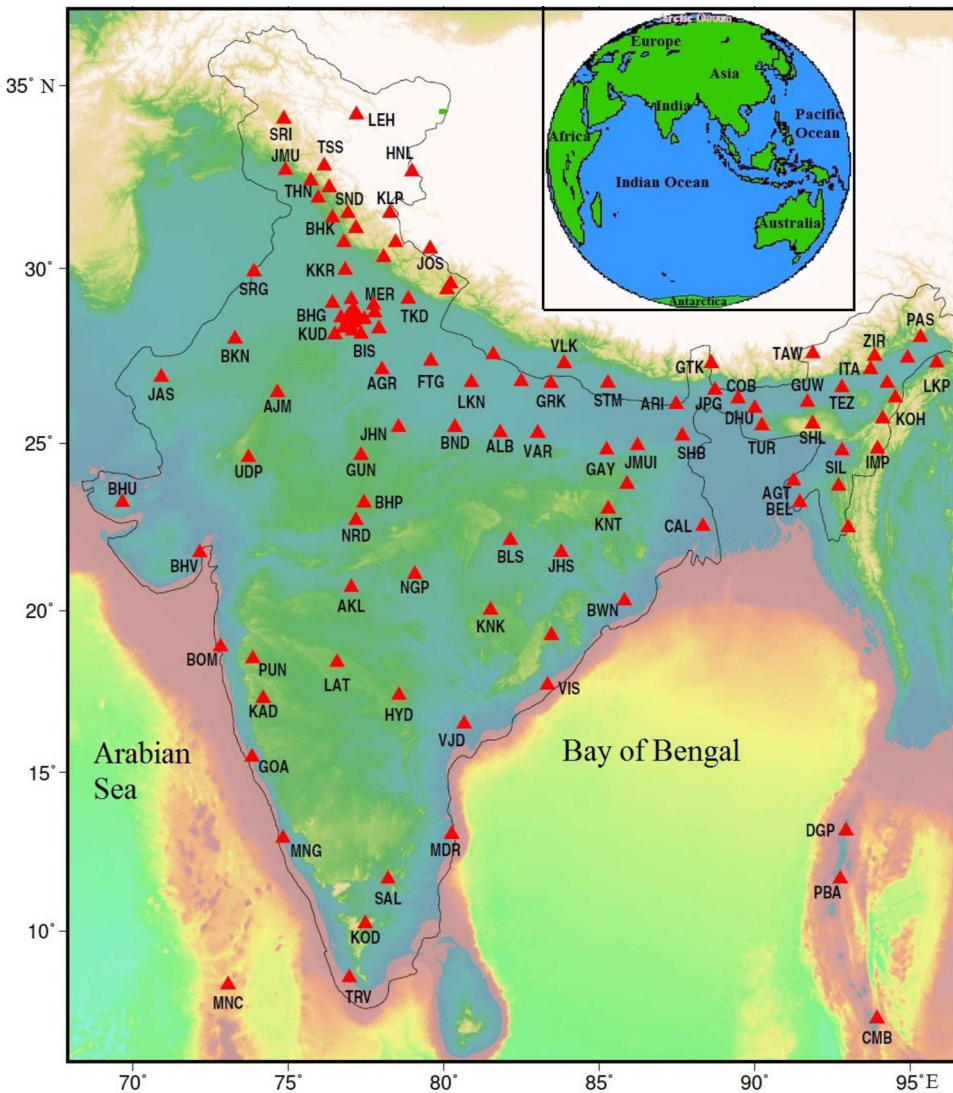 Arctic Ocean
Europe
Asia
India
Africa
Pacific
Ocean
Indian Ocean
Australia
Antarctica
35° N
30°
25°
20°
15°
10°
LEH
SRI
TSS
JMU
HNL
THN
SND
KLP
BHK
JOS
KKR
SRG
MER
TKD
BHG
KUD
BIS
BKN
VLK
PAS
ZIR
TAW
GTK
ITA
LKP
JAS
AGR
FTG
LKN
GRK
STM
ARI
JPG
COB
GUW
TEZ
AJM
DHU
KOH
JHN
BND
ALB
VAR
JMUI
SHB
TUR
SHL
UDP
GUN
GAY
SIL
IMP
BHU
BHP
AGT
BEL
NRD
KNT
CAL
BHV
BLS
JHS
NGP
AKL
BWN
KNK
BOM
PUN
LAT
VIS
KAD
HYD
VJD
Arabian
Sea
Bay of Bengal
GOA
DGP
MNG
MDR
SAL
PBA
KOD
TRV
MNC
CMB
70° 75° 80° 85° 90° 95° E